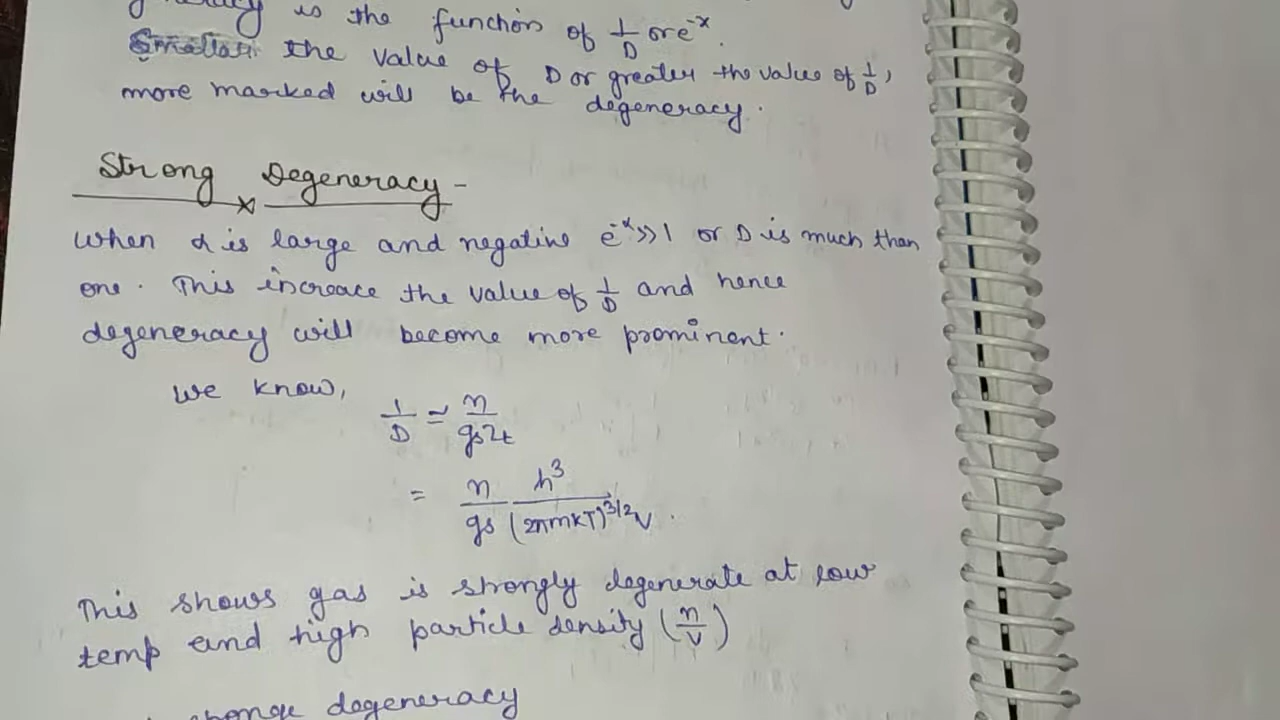 is the function of 1/D or e^-x.
Smaller the value of D or greater the value of 1/D,
more marked will be the degeneracy.
Strong Degeneracy -
When α is large and negative e^-α >> 1 or D is much than
one. This increace the value of 1/D and hence
degeneracy will become more prominent.
We know,
1/D ≃ n/gsZt
= n/gs h³/(2πmkT)^3/2 V.
This shows gas is strongly degenerate at low
temp and high particle density (n/v)
degeneracy